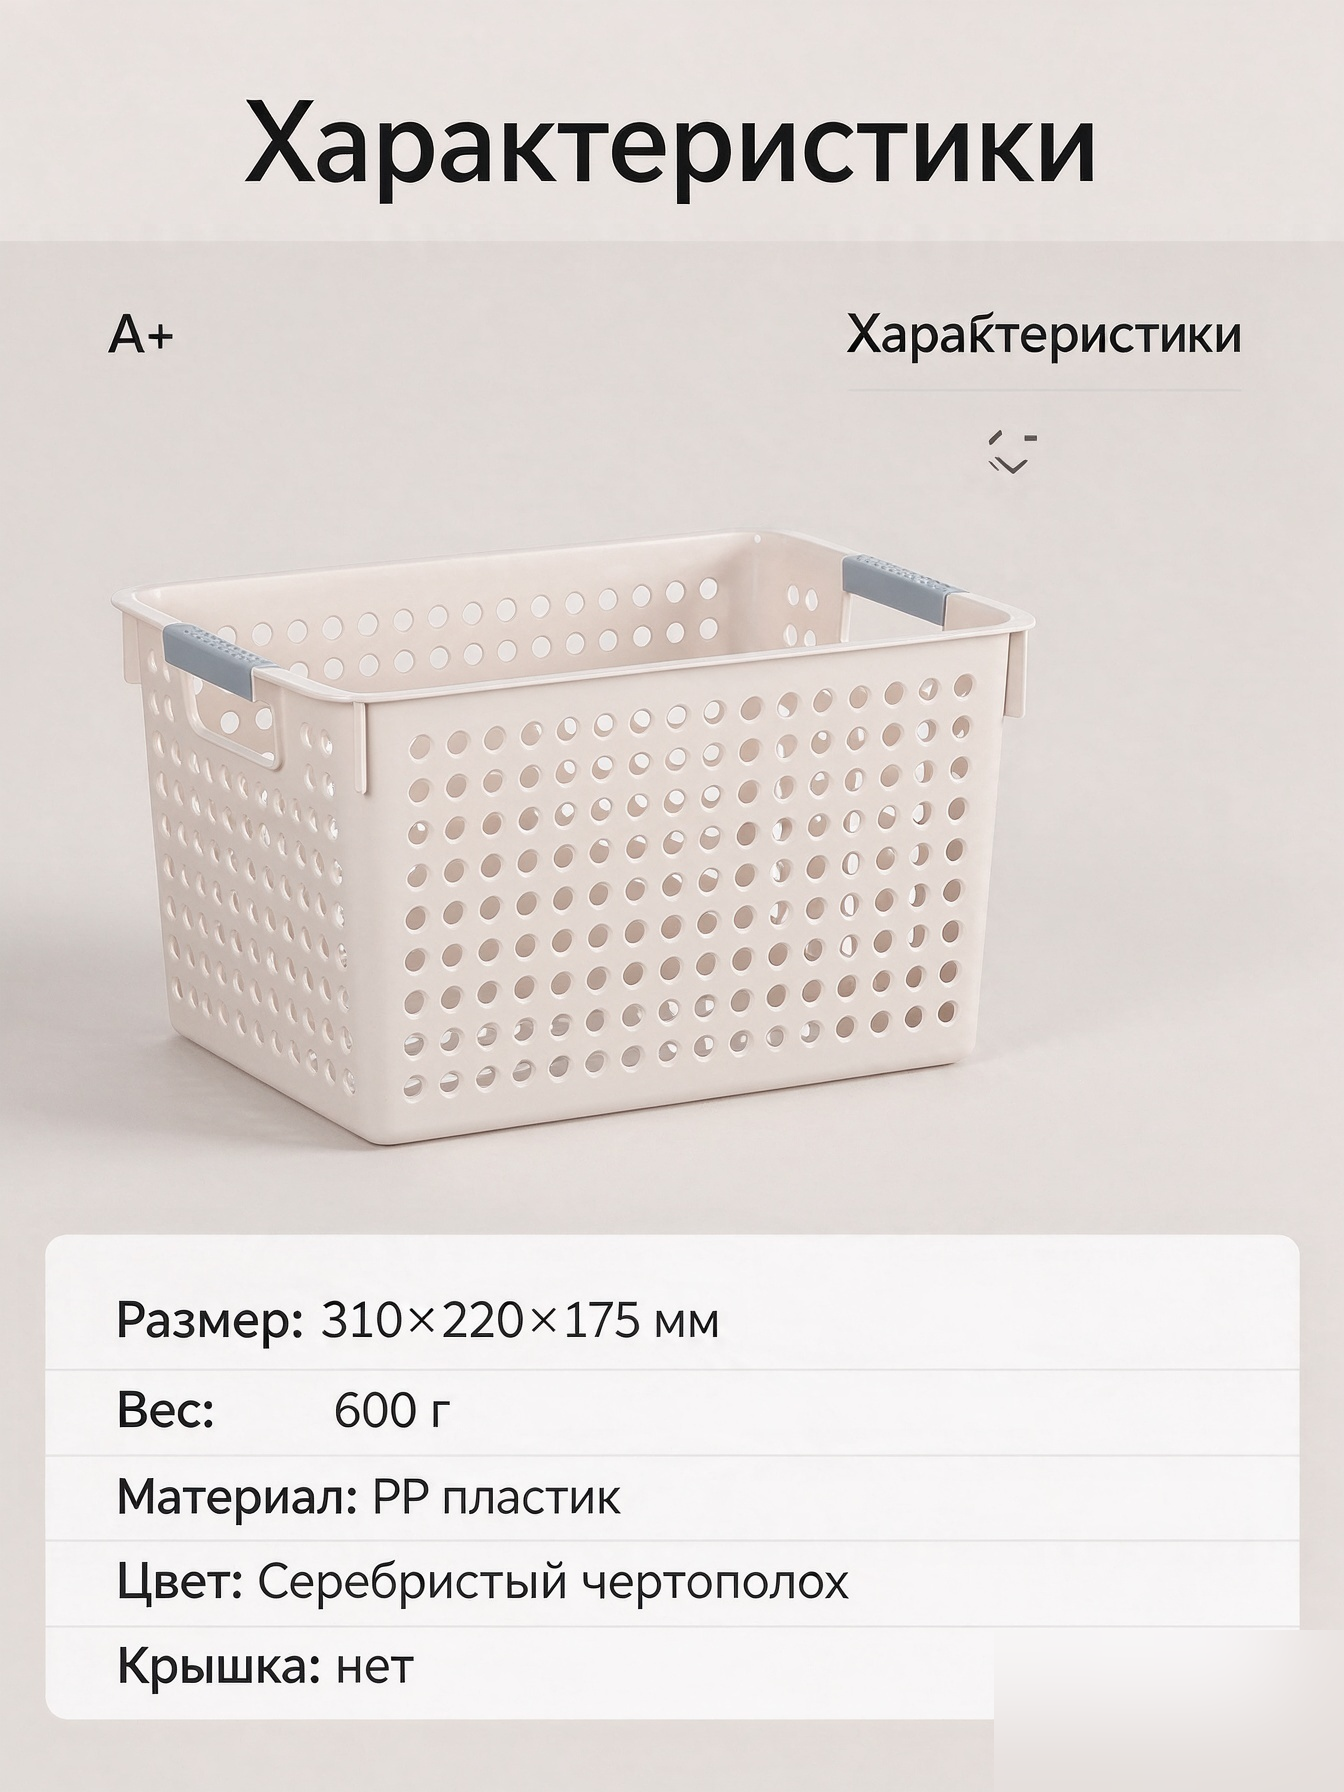 Характеристики
A+
Характеристики
Размер: 310×220×175 мм
Вес: 600 г
Материал: PP пластик
Цвет: Серебристый чертополох
Крышка: нет